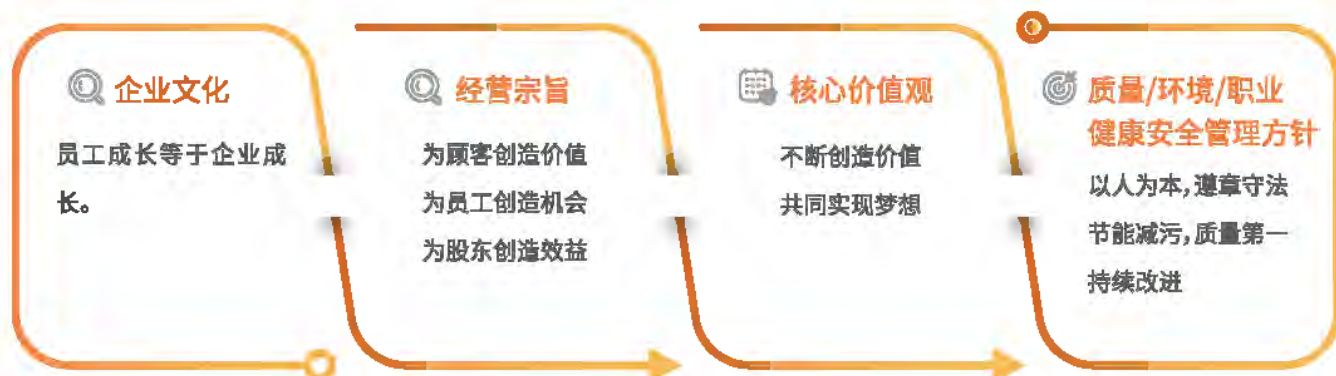 企业文化
员工成长等于企业成
长。
经营宗旨
为顾客创造价值
为员工创造机会
为股东创造效益
核心价值观
不断创造价值
共同实现梦想
质量/环境/职业
健康安全管理方针
以人为本,遵章守法
节能减污,质量第一
持续改进